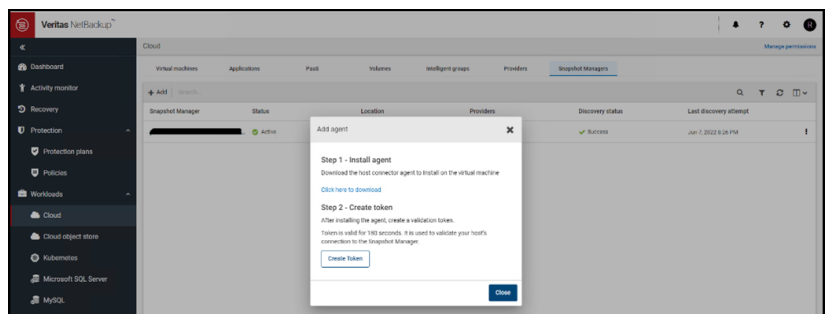 Veritas NetBackup™
?
R
Cloud
Manage permissions
Dashboard
Activity monitor
Recovery
Protection
Protection plans
Policies
Workloads
Cloud
Cloud object store
Kubernetes
Microsoft SQL Server
MySQL
Virtual machines Applications PaaS Volumes Intelligent groups Providers Snapshot Managers
+ Add Search...
Snapshot Manager Status Location Providers Discovery status Last discovery attempt
Active Success Jun 7, 2022 9:26 PM
Add agent
Step 1 - Install agent
Download the host connector agent to install on the virtual machine
Click here to download
Step 2 - Create token
After installing the agent, create a validation token.
Token is valid for 180 seconds. It is used to validate your host's
connection to the Snapshot Manager
Create Token
Close